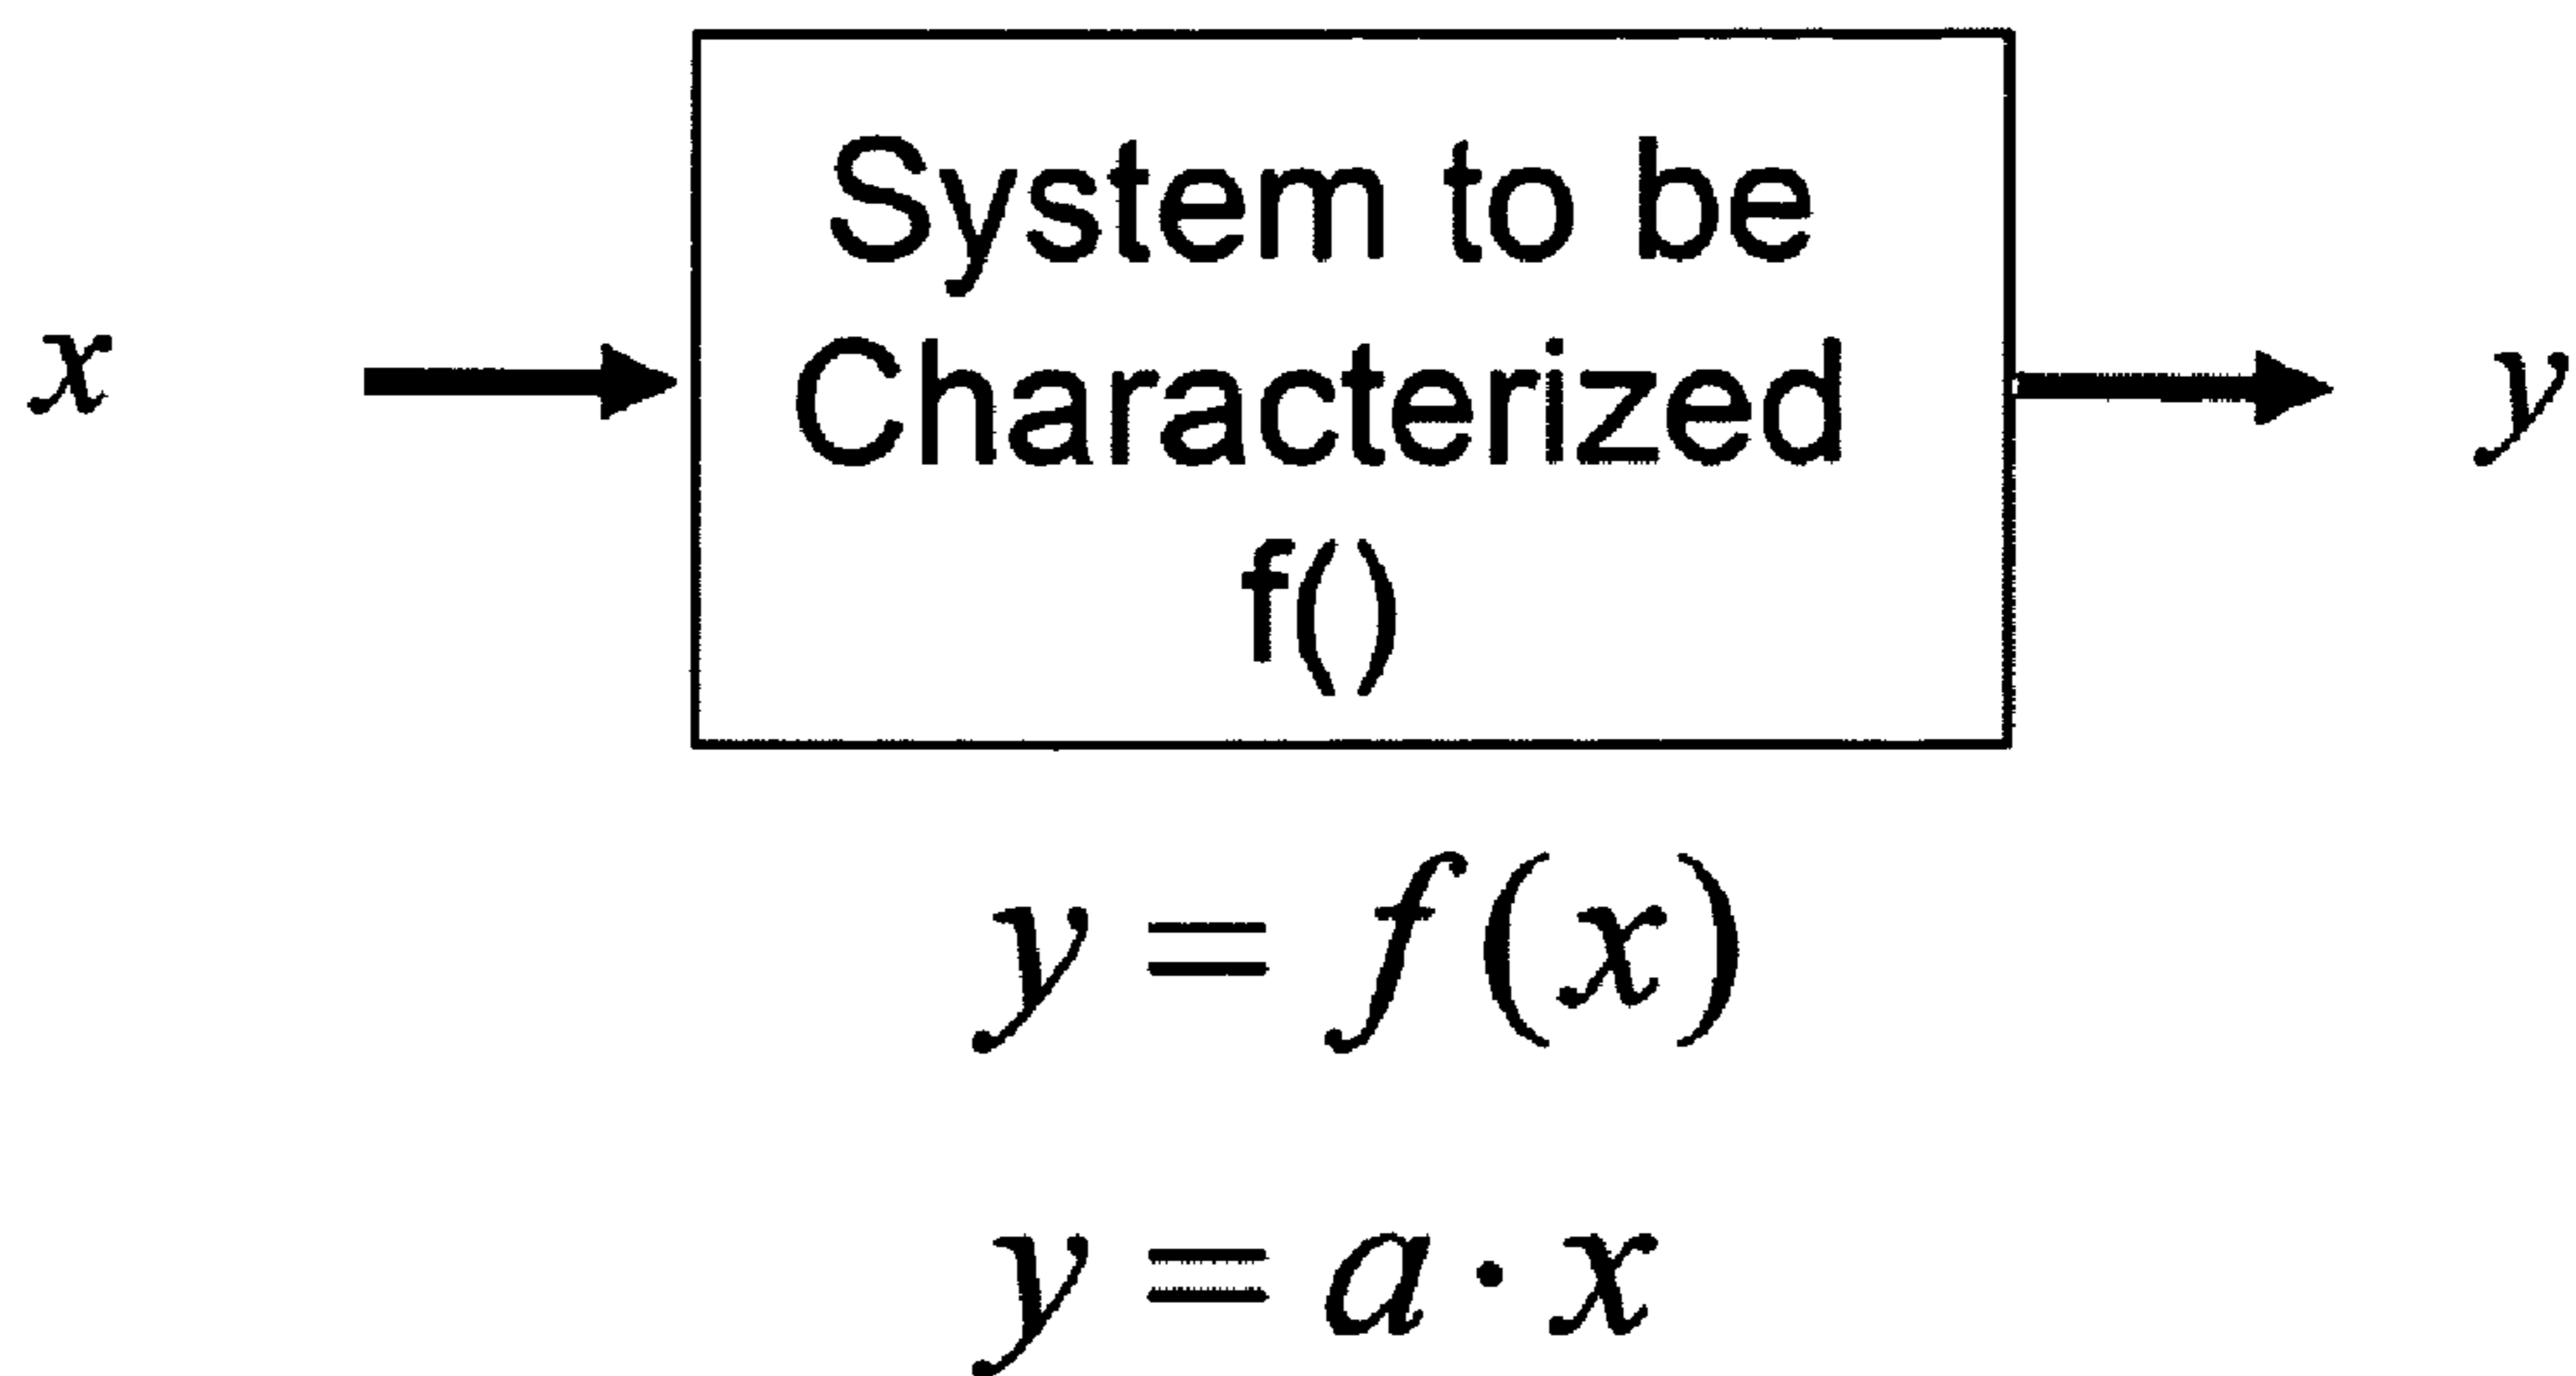 System to be
x Characterized y
f()
y = f(x)
y = a · x